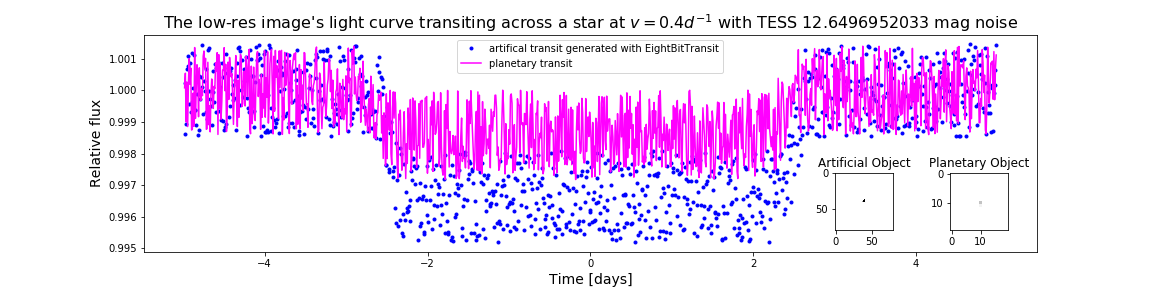 The low-res image's light curve transiting across a star at v = 0.4d⁻¹ with TESS 12.6496952033 mag noise
artifical transit generated with EightBitTransit
planetary transit
Relative flux
1.001
1.000
0.999
0.998
0.997
0.996
0.995
Artificial Object
Planetary Object
0
50
0
50
0
10
0
10
−4
−2
0
2
4
Time [days]